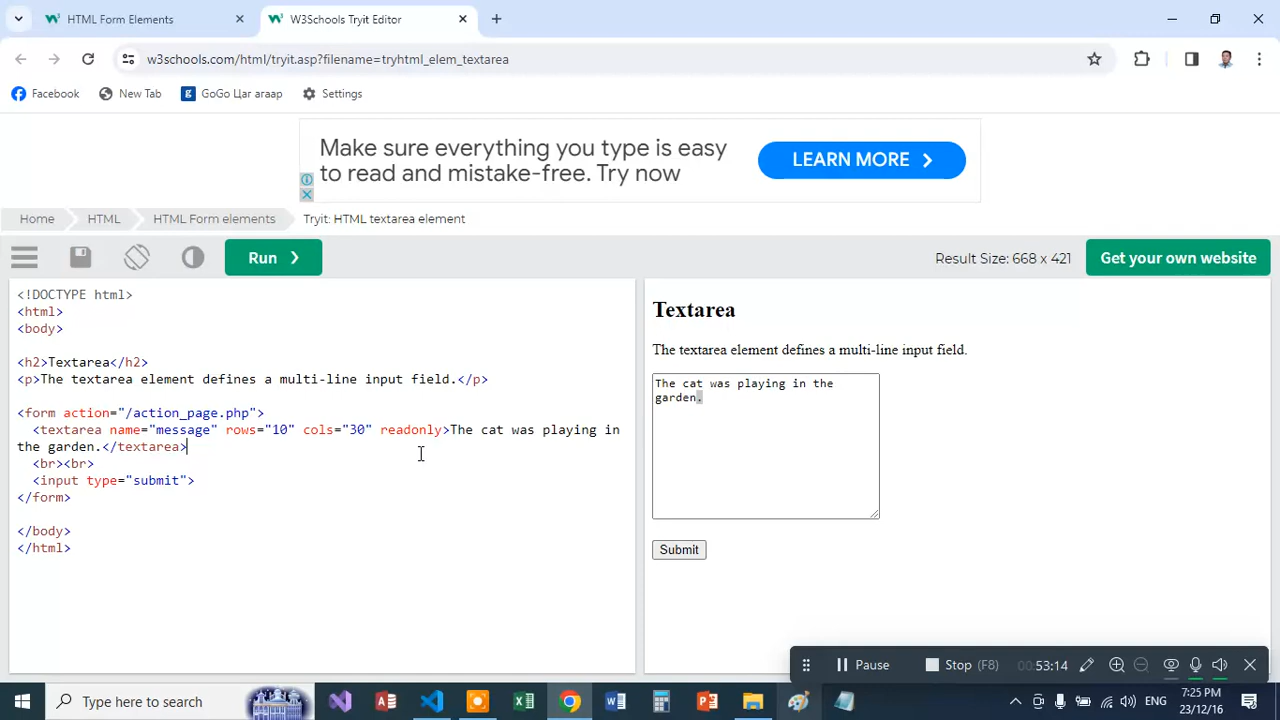 HTML Form Elements
W3Schools Tryit Editor
w3schools.com/html/tryit.asp?filename=tryhtml_elem_textarea
Facebook New Tab GoGo Цаг агаар Settings
Make sure everything you type is easy
to read and mistake-free. Try now
LEARN MORE
Home HTML HTML Form elements Tryit: HTML textarea element
Run
Result Size: 668 x 421
Get your own website
<!DOCTYPE html>
<html>
<body>
<h2>Textarea</h2>
<p>The textarea element defines a multi-line input field.</p>
<form action="/action_page.php">
<textarea name="message" rows="10" cols="30" readonly>The cat was playing in
the garden.</textarea>
<br><br>
<input type="submit">
</form>
</body>
</html>
Textarea
The textarea element defines a multi-line input field.
The cat was playing in the
garden.
Submit
Pause Stop (F8) 00:53:14
Type here to search
ENG
7:25 PM
23/12/16